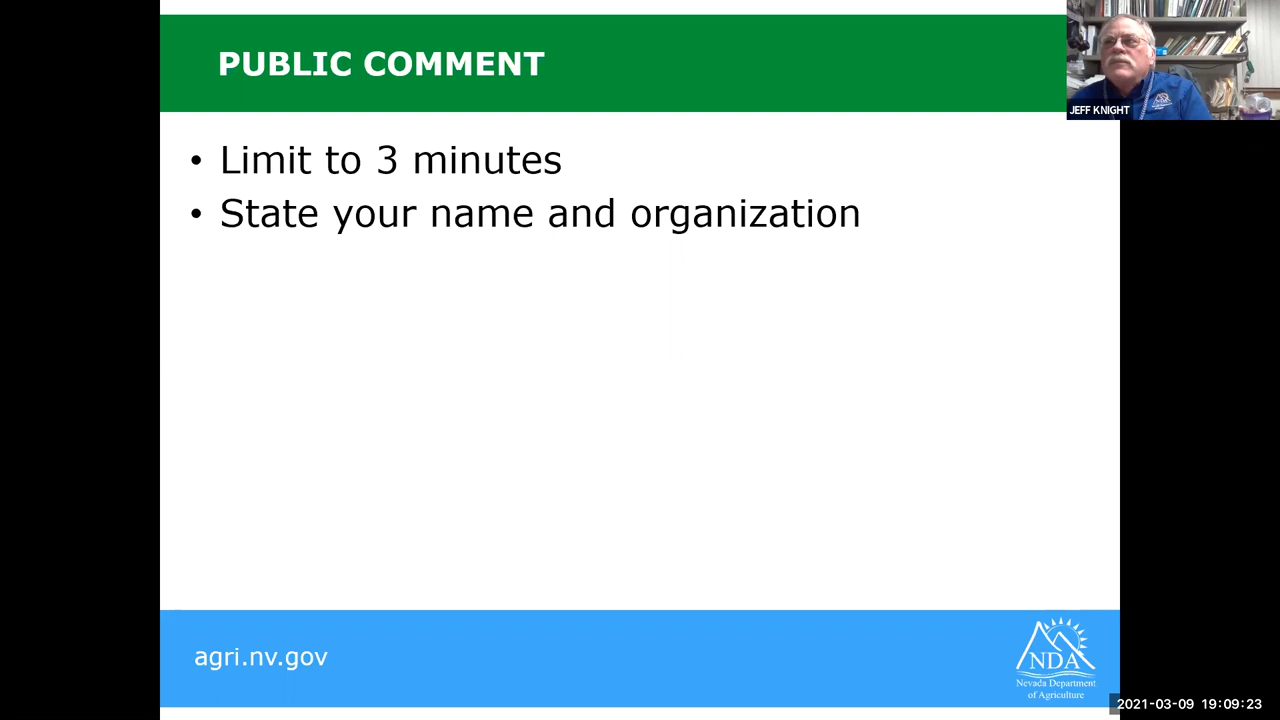 PUBLIC COMMENT
JEFF KNIGHT
• Limit to 3 minutes
• State your name and organization
agri.nv.gov
NDA
Nevada Department
of Agriculture
2021-03-09 19:09:23